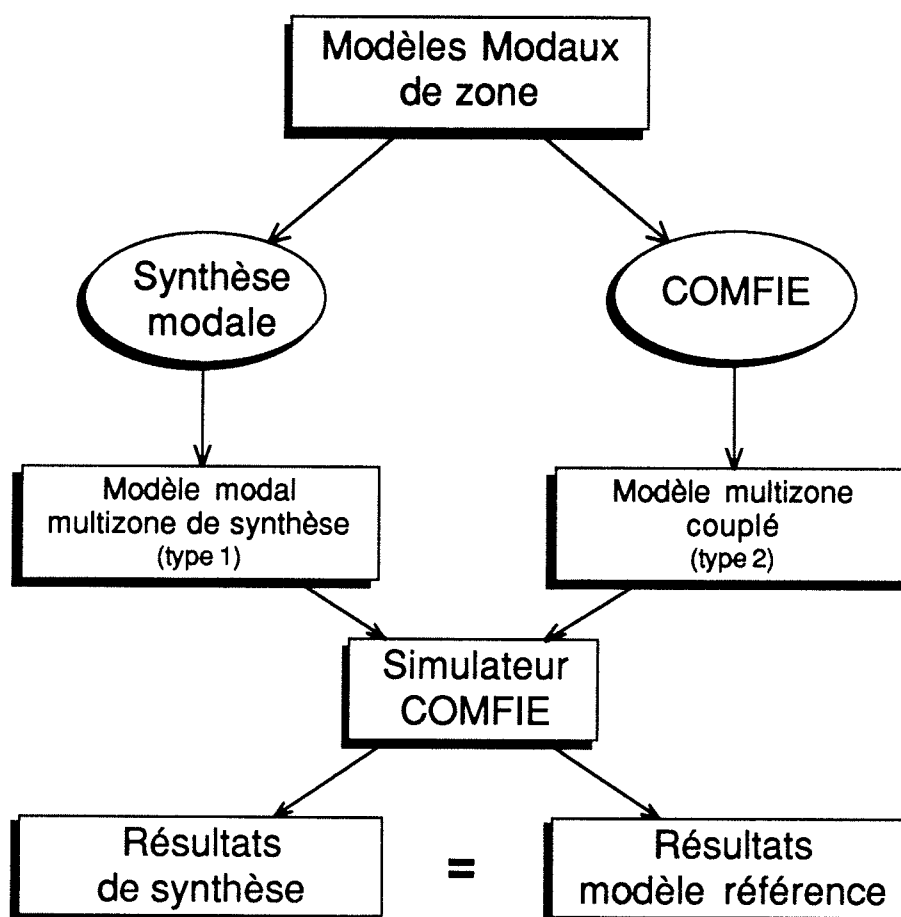 Modèles Modaux
de zone
Synthèse
modale
COMFIE
Modèle modal
multizone de synthèse
(type 1)
Modèle multizone
couplé
(type 2)
Simulateur
COMFIE
Résultats
de synthèse
=
Résultats
modèle référence